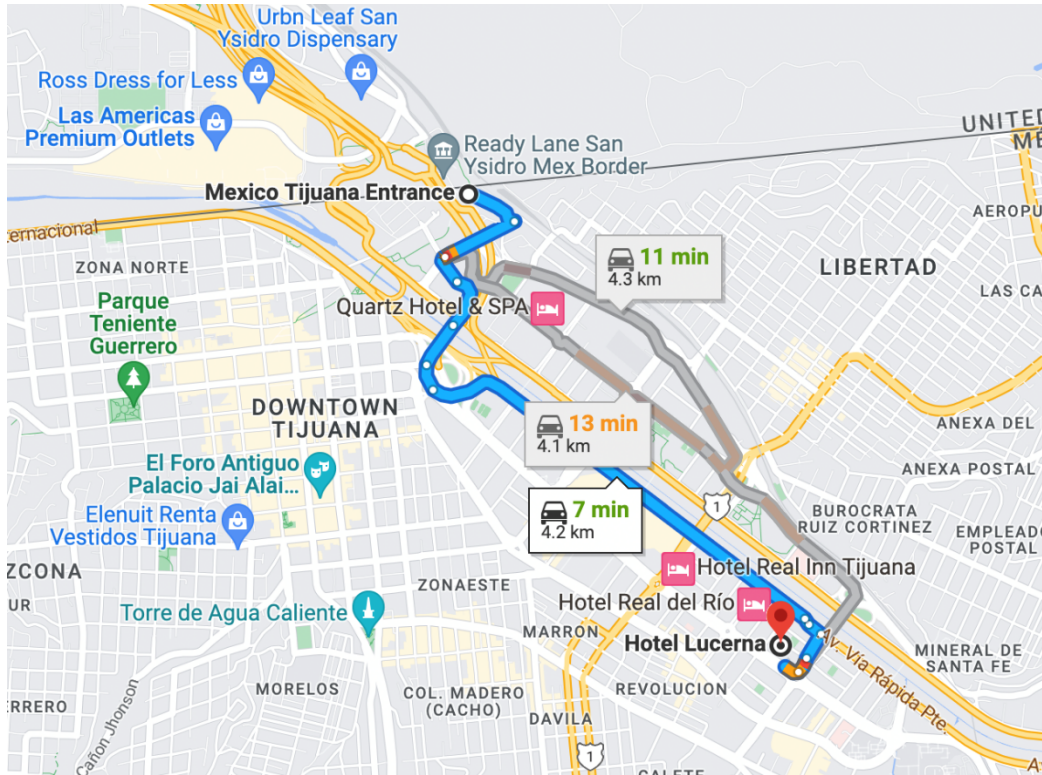 Urbn Leaf San
Ysidro Dispensary
Ross Dress for Less
Las Americas
Premium Outlets
Ready Lane San
Ysidro Mex Border
UNITED
MÉ
Mexico Tijuana Entrance
AEROPU
ternacional
11 min
4.3 km
ZONA NORTE
LIBERTAD
LAS CA
Parque
Teniente
Guerrero
Quartz Hotel & SPA
DOWNTOWN
TIJUANA
13 min
4.1 km
ANEXA DEL
El Foro Antiguo
Palacio Jai Alai...
ANEXA POSTAL
7 min
4.2 km
1
Elenuit Renta
Vestidos Tijuana
BUROCRATA
RUIZ CORTINEZ
EMPLEADO
POSTAL
ZCONA
ZONAESTE
Hotel Real Inn Tijuana
UR
Torre de Agua Caliente
Hotel Real del Río
MARRON
Hotel Lucerna
Av. Vía Rápida Pte.
MINERAL DE
SANTA FE
MORELOS
COL. MADERO
(CACHO)
REVOLUCION
RRERO
DAVILA
Cañon Jhonson
1
CALETE
A